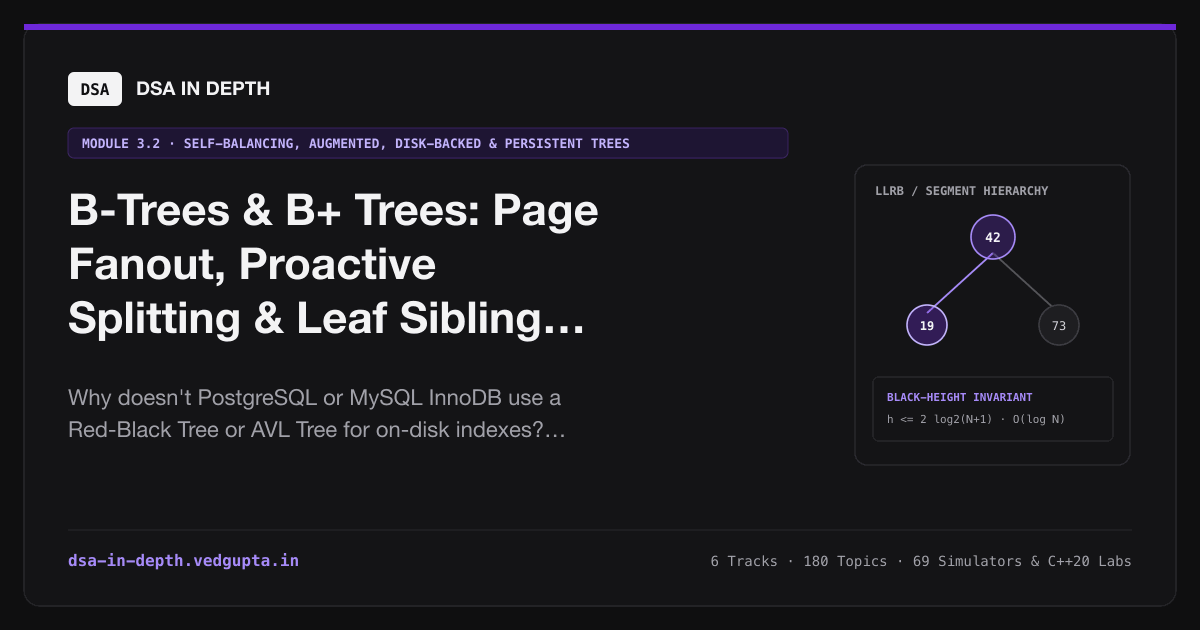 DSA DSA IN DEPTH
MODULE 3.2 · SELF-BALANCING, AUGMENTED, DISK-BACKED & PERSISTENT TREES
B-Trees & B+ Trees: Page
Fanout, Proactive
Splitting & Leaf Sibling…
Why doesn't PostgreSQL or MySQL InnoDB use a
Red-Black Tree or AVL Tree for on-disk indexes?…
LLRB / SEGMENT HIERARCHY
42
19 73
BLACK-HEIGHT INVARIANT
h <= 2 log2(N+1) · O(log N)
dsa-in-depth.vedgupta.in
6 Tracks · 180 Topics · 69 Simulators & C++20 Labs